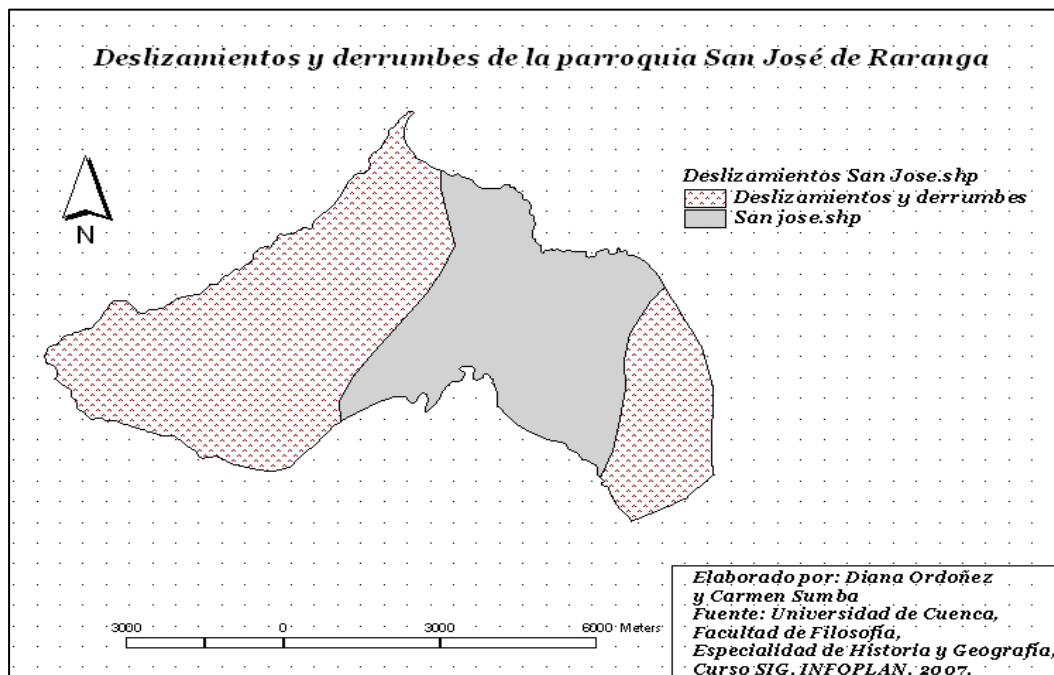 Deslizamientos y derrumbes de la parroquia San José de Raranga
N
Deslizamientos San Jose.shp
Deslizamientos y derrumbes
San jose.shp
3000 0 3000 6000 Meters
Elaborado por: Diana Ordoñez
y Carmen Sumba
Fuente: Universidad de Cuenca,
Facultad de Filosofía,
Especialidad de Historia y Geografía,
Curso SIG. INFOPLAN. 2007.